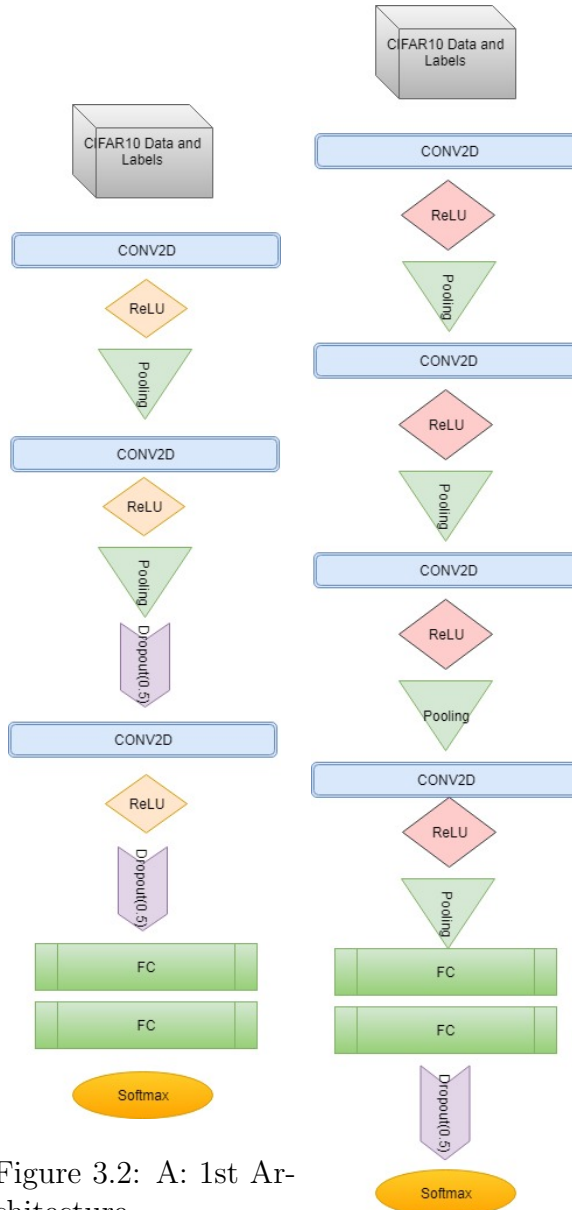 CIFAR10 Data and
Labels
CONV2D
ReLU
Pooling
CONV2D
ReLU
Pooling
Dropout(0.5)
CONV2D
ReLU
Dropout(0.5)
FC
FC
Softmax
Figure 3.2: A: 1st Ar-
CIFAR10 Data and
Labels
CONV2D
ReLU
Pooling
CONV2D
ReLU
Pooling
CONV2D
ReLU
Pooling
CONV2D
ReLU
Pooling
FC
FC
Dropout(0.5)
Softmax